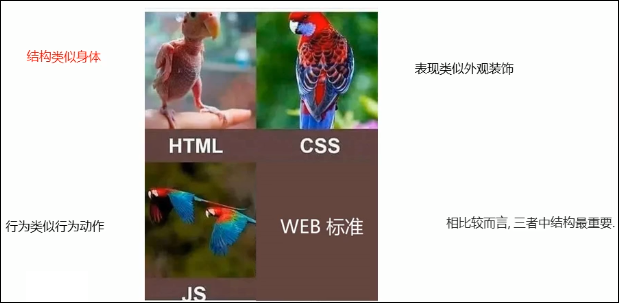 结构类似身体
表现类似外观装饰
HTML
CSS
行为类似行为动作
WEB 标准
相比较而言, 三者中结构最重要.
JS